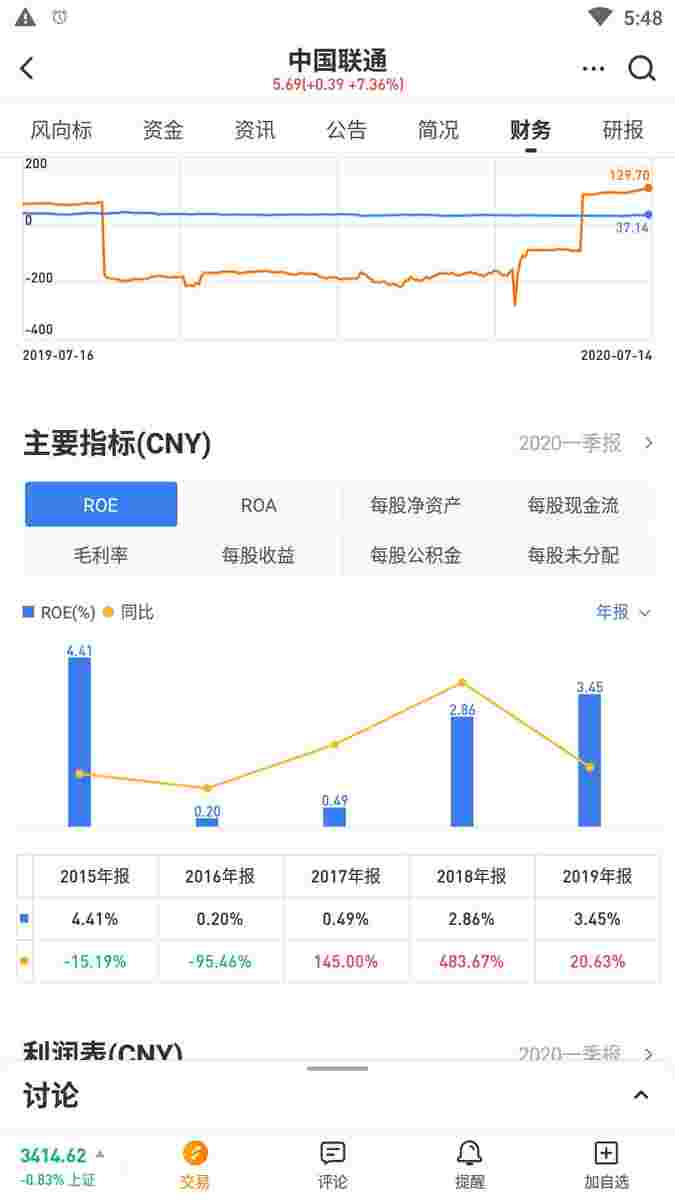 5:48
中国联通
5.69(+0.39 +7.36%)
风向标 资金 资讯 公告 简况 财务 研报
200
129.70
0
37.14
-200
-400
2019-07-16 2020-07-14
主要指标(CNY) 2020一季报
ROE ROA 每股净资产 每股现金流
毛利率 每股收益 每股公积金 每股未分配
ROE(%) 同比 年报
4.41
3.45
2.86
0.49
0.20
2015年报 2016年报 2017年报 2018年报 2019年报
4.41% 0.20% 0.49% 2.86% 3.45%
-15.19% -95.46% 145.00% 483.67% 20.63%
利润表(CNY) 2020一季报
讨论
3414.62
-0.83% 上证 交易 评论 提醒 加自选